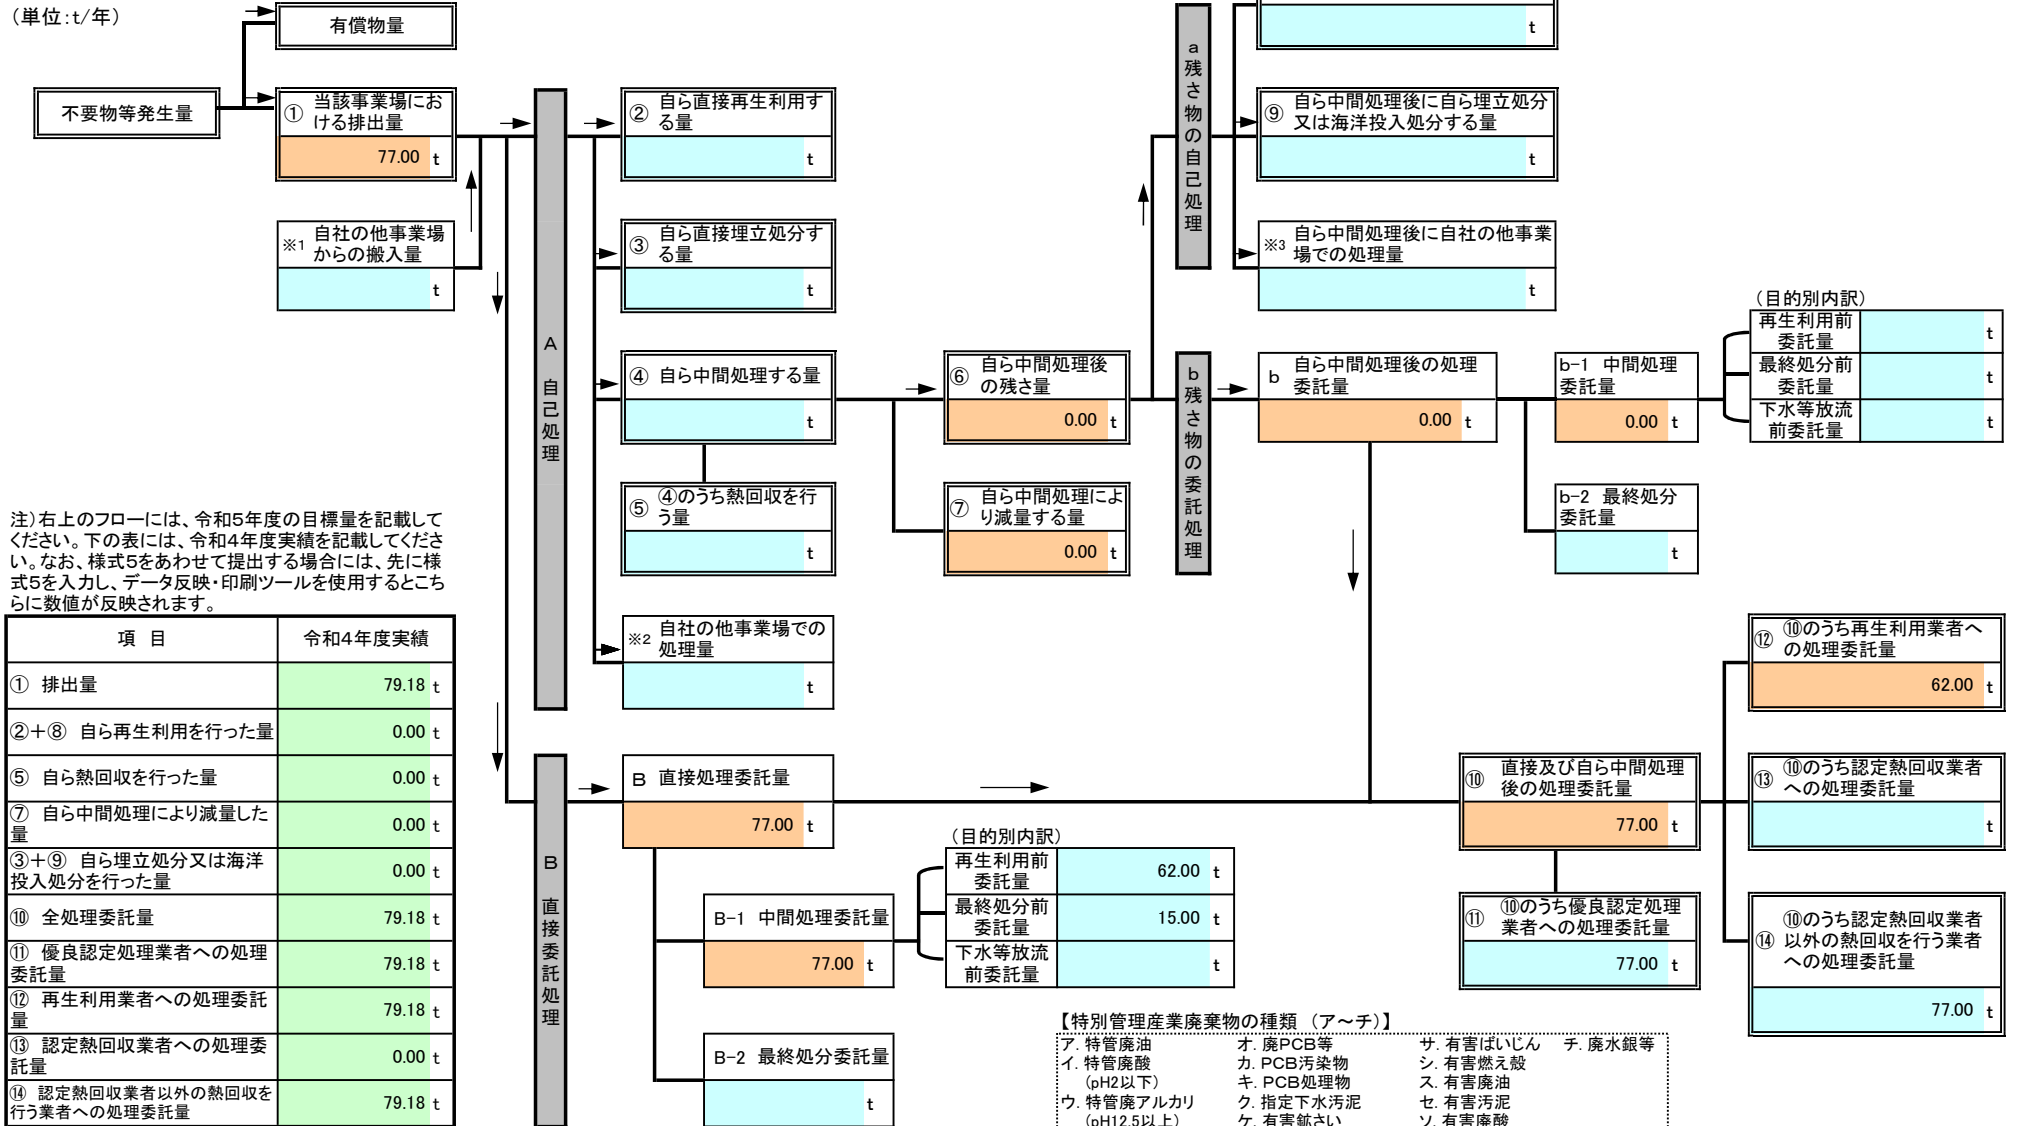 （単位：t/年）
有償物量
不要物等発生量
① 当該事業場にお
ける排出量
77.00 t
※1 自社の他事業場
からの搬入量
t
A 自己処理
② 自ら直接再生利用す
る量
t
③ 自ら直接埋立処分す
る量
t
④ 自ら中間処理する量
t
⑤ ④のうち熱回収を行
う量
t
※2 自社の他事業場での
処理量
t
⑥ 自ら中間処理後
の残さ量
0.00 t
⑦ 自ら中間処理によ
り減量する量
0.00 t
a 残さ物の自己処理
t
⑨ 自ら中間処理後に自ら埋立処分
又は海洋投入処分する量
t
※3 自ら中間処理後に自社の他事業
場での処理量
t
b 残さ物の委託処理
b 自ら中間処理後の処理
委託量
0.00 t
b-1 中間処理
委託量
0.00 t
b-2 最終処分
委託量
t
（目的別内訳）
再生利用前
委託量
t
最終処分前
委託量
t
下水等放流
前委託量
t
注）右上のフローには、令和５年度の目標量を記載して
ください。下の表には、令和４年度実績を記載してくださ
い。なお、様式５をあわせて提出する場合には、先に様
式５を入力し、データ反映・印刷ツールを使用するとこち
らに数値が反映されます。
項 目 令和４年度実績
① 排出量 79.18 t
②＋⑧ 自ら再生利用を行った量 0.00 t
⑤ 自ら熱回収を行った量 0.00 t
⑦ 自ら中間処理により減量した
量 0.00 t
③＋⑨ 自ら埋立処分又は海洋
投入処分を行った量 0.00 t
⑩ 全処理委託量 79.18 t
⑪ 優良認定処理業者への処理
委託量 79.18 t
⑫ 再生利用業者への処理委託
量 79.18 t
⑬ 認定熱回収業者への処理委
託量 0.00 t
⑭ 認定熱回収業者以外の熱回収を
行う業者への処理委託量 79.18 t
B 直接委託処理
B 直接処理委託量
77.00 t
B-1 中間処理委託量
77.00 t
B-2 最終処分委託量
t
（目的別内訳）
再生利用前
委託量
62.00 t
最終処分前
委託量
15.00 t
下水等放流
前委託量
t
⑩ 直接及び自ら中間処理
後の処理委託量
77.00 t
⑪ ⑩のうち優良認定処理
業者への処理委託量
77.00 t
⑫ ⑩のうち再生利用業者へ
の処理委託量
62.00 t
⑬ ⑩のうち認定熱回収業者
への処理委託量
t
⑭ ⑩のうち認定熱回収業者
以外の熱回収を行う業者
への処理委託量
77.00 t
【特別管理産業廃棄物の種類 （ア～チ）】
ア. 特管廃油 オ. 廃PCB等 サ. 有害ばいじん チ. 廃水銀等
イ. 特管廃酸 カ. PCB汚染物 シ. 有害燃え殻
（pH2以下） キ. PCB処理物 ス. 有害廃油
ウ. 特管廃アルカリ ク. 指定下水汚泥 セ. 有害汚泥
（pH12.5以上） ケ. 有害鉱さい ソ. 有害廃酸